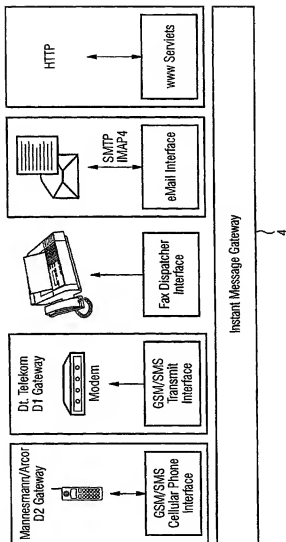 Mannesmann/Arcor
D2 Gateway
GSM/SMS
Cellular Phone
Interface
Dt. Telekom
D1 Gateway
Modem
GSM/SMS
Transmit
Interface
Fax Dispatcher
Interface
SMTP
IMAP4
eMail Interface
HTTP
www Servlets
Instant Message Gateway
4